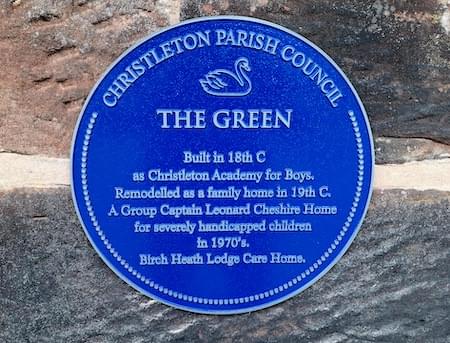 CHRISTLETON PARISH COUNCIL
THE GREEN
Built in 18th C
as Christleton Academy for Boys.
Remodelled as a family home in 19th C.
A Group Captain Leonard Cheshire Home
for severely handicapped children
in 1970's.
Birch Heath Lodge Care Home.